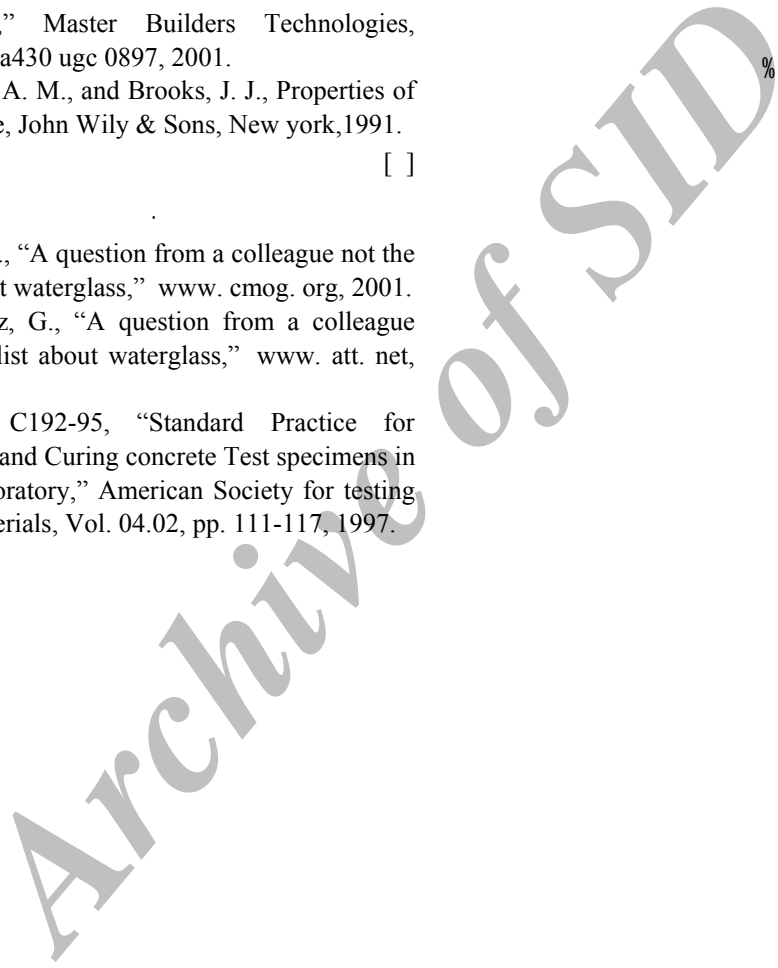 ,” Master Builders Technologies,
a430 ugc 0897, 2001.
A. M., and Brooks, J. J., Properties of
e, John Wily & Sons, New york,1991.
[ ]
.
., “A question from a colleague not the
t waterglass,” www. cmog. org, 2001.
z, G., “A question from a colleague
list about waterglass,” www. att. net,
C192-95, “Standard Practice for
and Curing concrete Test specimens in
oratory,” American Society for testing
erials, Vol. 04.02, pp. 111-117, 1997.
%
Archive of SID